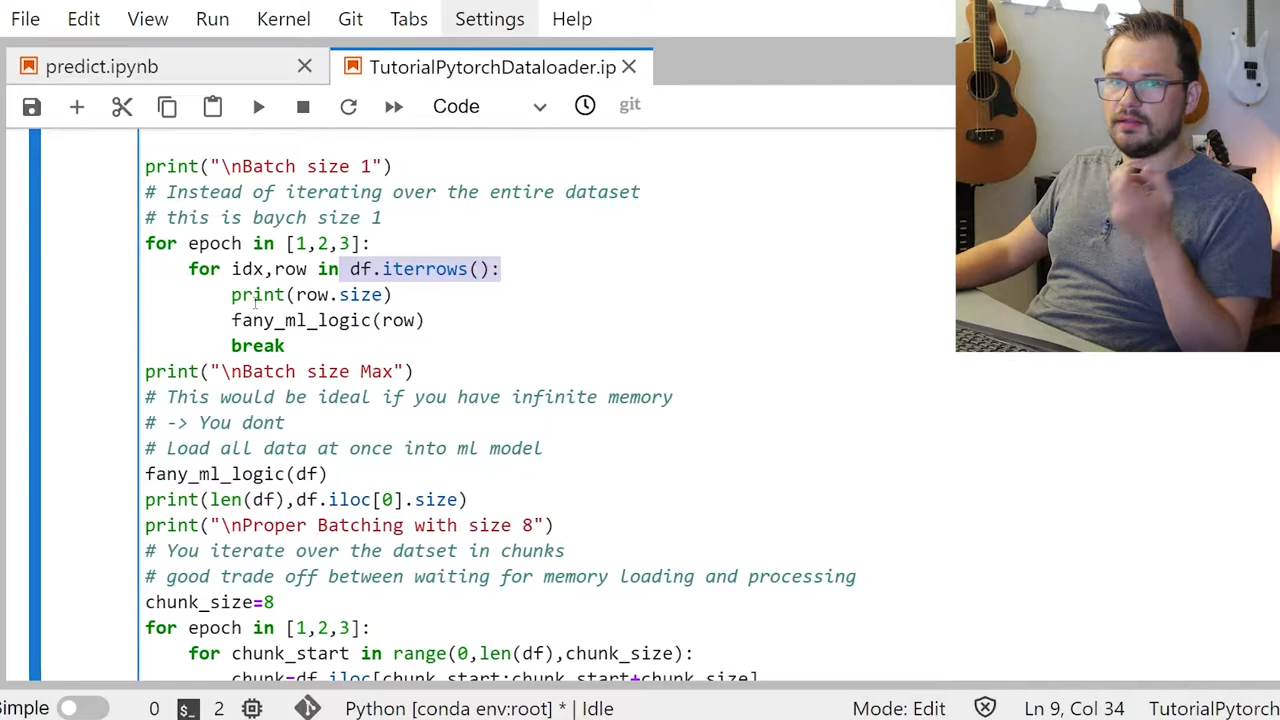 File Edit View Run Kernel Git Tabs Settings Help
predict.ipynb TutorialPytorchDataloader.ip
Code git
print("\nBatch size 1")
# Instead of iterating over the entire dataset
# this is baych size 1
for epoch in [1,2,3]:
for idx,row in df.iterrows():
print(row.size)
fany_ml_logic(row)
break
print("\nBatch size Max")
# This would be ideal if you have infinite memory
# -> You dont
# Load all data at once into ml model
fany_ml_logic(df)
print(len(df),df.iloc[0].size)
print("\nProper Batching with size 8")
# You iterate over the datset in chunks
# good trade off between waiting for memory loading and processing
chunk_size=8
for epoch in [1,2,3]:
for chunk_start in range(0,len(df),chunk_size):
chunk=df.iloc[chunk_start:chunk_start+chunk_size]
imple 0 $_ 2 Python [conda env:root] * | Idle Mode: Edit Ln 9, Col 34 TutorialPytorch